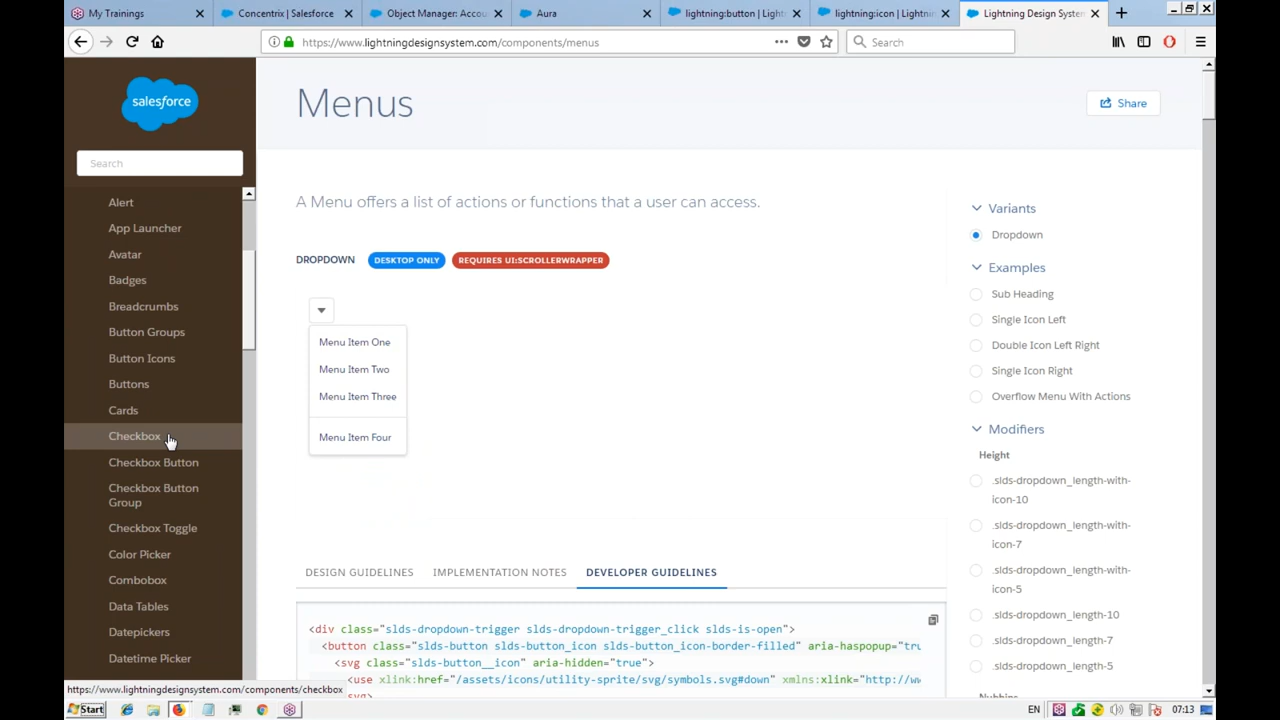 My Trainings
Concentrix | Salesforce
Object Manager: Accou
Aura
lightning:button | Lightni
lightning:icon | Lightning
Lightning Design System
https://www.lightningdesignsystem.com/components/menus
Search
salesforce
Search
Alert
App Launcher
Avatar
Badges
Breadcrumbs
Button Groups
Button Icons
Buttons
Cards
Checkbox
Checkbox Button
Checkbox Button
Group
Checkbox Toggle
Color Picker
Combobox
Data Tables
Datepickers
Datetime Picker
Menus
Share
A Menu offers a list of actions or functions that a user can access.
DROPDOWN DESKTOP ONLY REQUIRES UI:SCROLLERWRAPPER
Menu Item One
Menu Item Two
Menu Item Three
Menu Item Four
Variants
Dropdown
Examples
Sub Heading
Single Icon Left
Double Icon Left Right
Single Icon Right
Overflow Menu With Actions
Modifiers
Height
.slds-dropdown_length-with-
icon-10
.slds-dropdown_length-with-
icon-7
.slds-dropdown_length-with-
icon-5
.slds-dropdown_length-10
.slds-dropdown_length-7
.slds-dropdown_length-5
Nubbins
DESIGN GUIDELINES IMPLEMENTATION NOTES DEVELOPER GUIDELINES
<div class="slds-dropdown-trigger slds-dropdown-trigger_click slds-is-open">
<button class="slds-button slds-button_icon slds-button_icon-border-filled" aria-haspopup="tru
<svg class="slds-button__icon" aria-hidden="true">
<use xlink:href="/assets/icons/utility-sprite/svg/symbols.svg#down" xmlns:xlink="http://ww
https://www.lightningdesignsystem.com/components/checkbox
Start
EN
07:13